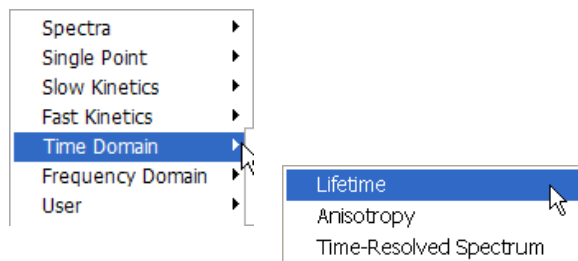 Spectra
Single Point
Slow Kinetics
Fast Kinetics
Time Domain
Frequency Domain
User
Lifetime
Anisotropy
Time-Resolved Spectrum